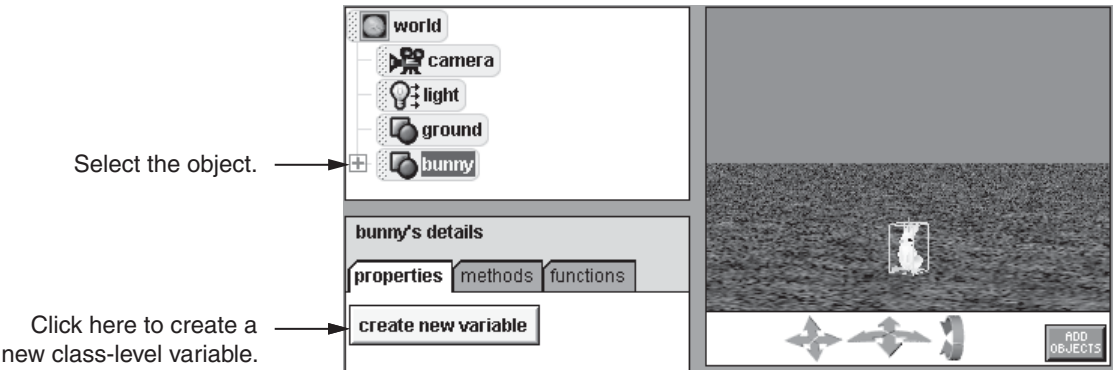 world
camera
light
ground
Select the object.
bunny
bunny's details
properties methods functions
Click here to create a
new class-level variable.
create new variable
ADD
OBJECTS